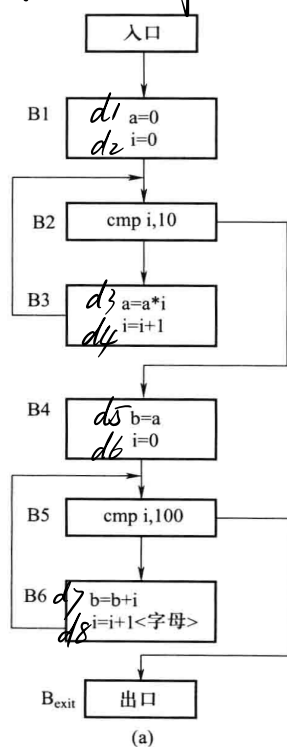 入口
B1
d1 a=0
d2 i=0
B2
cmp i,10
B3
d3 a=a*i
d4 i=i+1
B4
d5 b=a
d6 i=0
B5
cmp i,100
B6
d7 b=b+i
d8 i=i+1<字母>
Bexit
出口
(a)